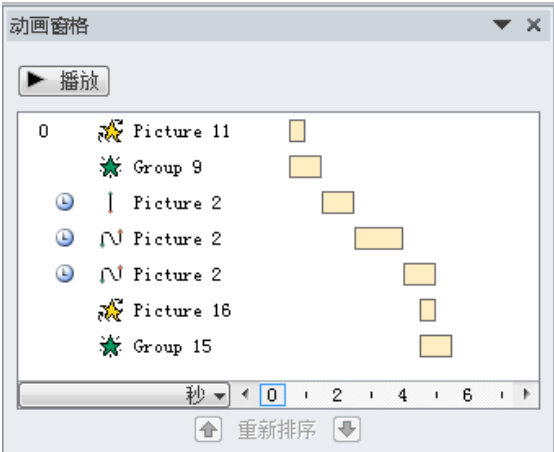 动画窗格
播放
0 Picture 11
Group 9
Picture 2
Picture 2
Picture 2
Picture 16
Group 15
秒 0 2 4 6
重新排序